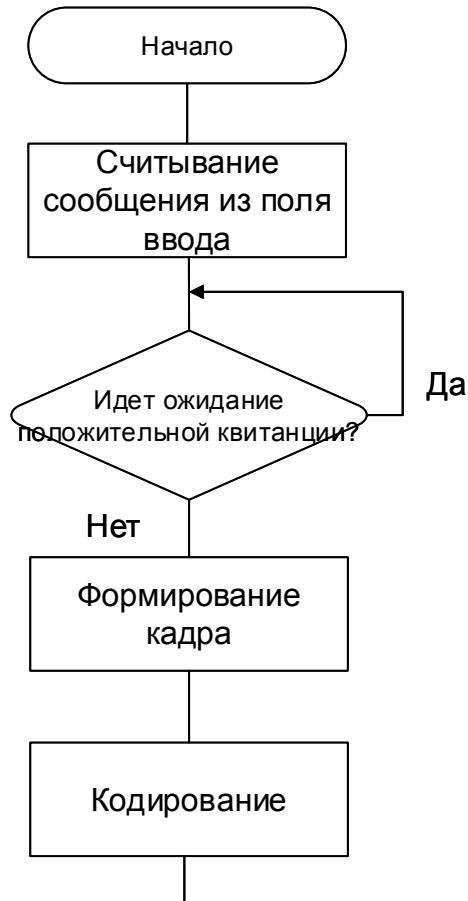 Начало
Считывание
сообщения из поля
ввода
Идет ожидание
положительной квитанции?
Да
Нет
Формирование
кадра
Кодирование